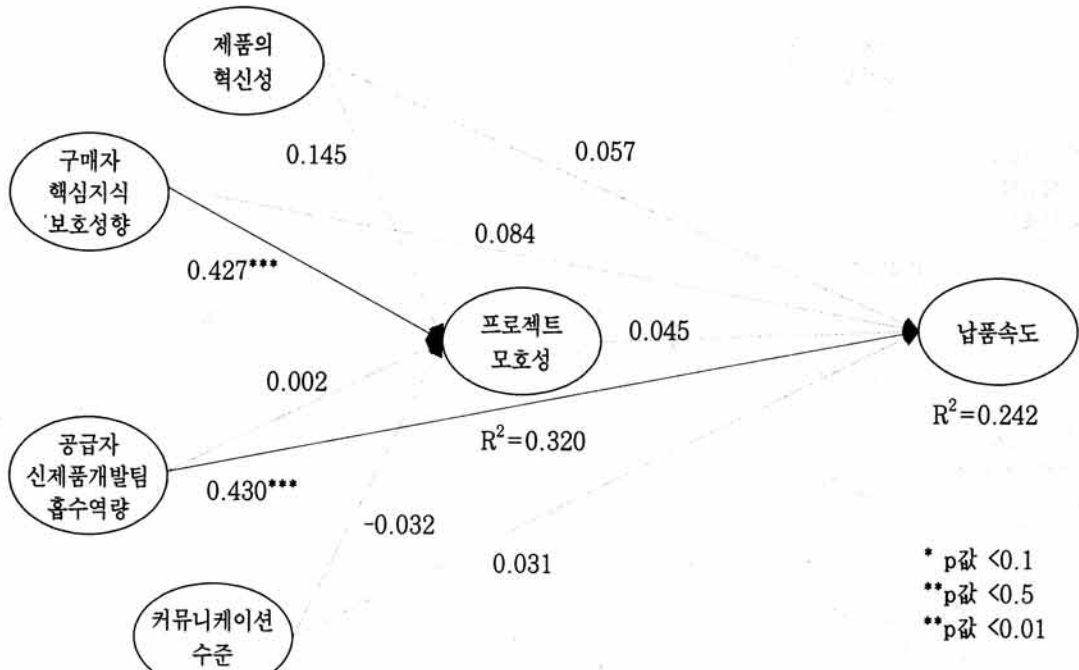 제품의
혁신성
구매자
핵심지식
보호성향
0.145
0.057
0.084
0.427***
프로젝트
모호성
0.045
납품속도
0.002
R²=0.320
R²=0.242
공급자
신제품개발팀
흡수역량
0.430***
-0.032
0.031
* p값 <0.1
**p값 <0.5
**p값 <0.01
커뮤니케이션
수준